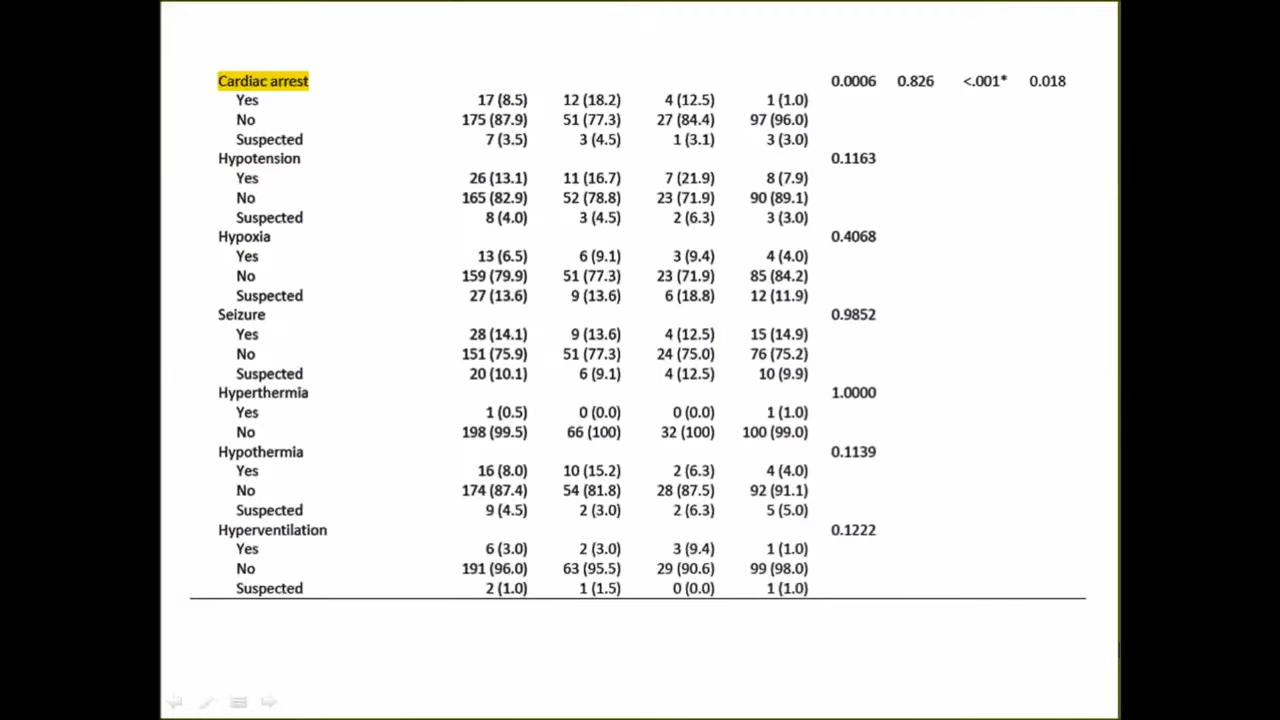 Cardiac arrest 0.0006 0.826 <.001* 0.018
Yes 17 (8.5) 12 (18.2) 4 (12.5) 1 (1.0)
No 175 (87.9) 51 (77.3) 27 (84.4) 97 (96.0)
Suspected 7 (3.5) 3 (4.5) 1 (3.1) 3 (3.0)
Hypotension 0.1163
Yes 26 (13.1) 11 (16.7) 7 (21.9) 8 (7.9)
No 165 (82.9) 52 (78.8) 23 (71.9) 90 (89.1)
Suspected 8 (4.0) 3 (4.5) 2 (6.3) 3 (3.0)
Hypoxia 0.4068
Yes 13 (6.5) 6 (9.1) 3 (9.4) 4 (4.0)
No 159 (79.9) 51 (77.3) 23 (71.9) 85 (84.2)
Suspected 27 (13.6) 9 (13.6) 6 (18.8) 12 (11.9)
Seizure 0.9852
Yes 28 (14.1) 9 (13.6) 4 (12.5) 15 (14.9)
No 151 (75.9) 51 (77.3) 24 (75.0) 76 (75.2)
Suspected 20 (10.1) 6 (9.1) 4 (12.5) 10 (9.9)
Hyperthermia 1.0000
Yes 1 (0.5) 0 (0.0) 0 (0.0) 1 (1.0)
No 198 (99.5) 66 (100) 32 (100) 100 (99.0)
Hypothermia 0.1139
Yes 16 (8.0) 10 (15.2) 2 (6.3) 4 (4.0)
No 174 (87.4) 54 (81.8) 28 (87.5) 92 (91.1)
Suspected 9 (4.5) 2 (3.0) 2 (6.3) 5 (5.0)
Hyperventilation 0.1222
Yes 6 (3.0) 2 (3.0) 3 (9.4) 1 (1.0)
No 191 (96.0) 63 (95.5) 29 (90.6) 99 (98.0)
Suspected 2 (1.0) 1 (1.5) 0 (0.0) 1 (1.0)